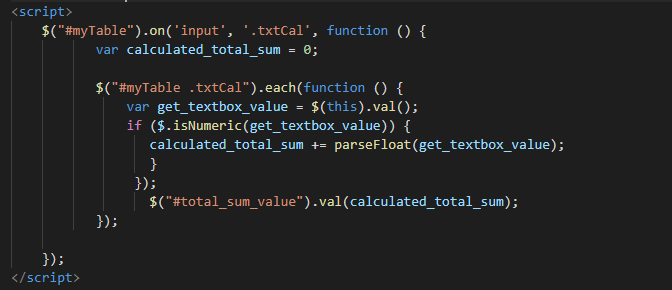 <script>
$("#myTable").on('input', '.txtCal', function () {
var calculated_total_sum = 0;
$("#myTable .txtCal").each(function () {
var get_textbox_value = $(this).val();
if ($.isNumeric(get_textbox_value)) {
calculated_total_sum += parseFloat(get_textbox_value);
}
});
$("#total_sum_value").val(calculated_total_sum);
});
});
</script>